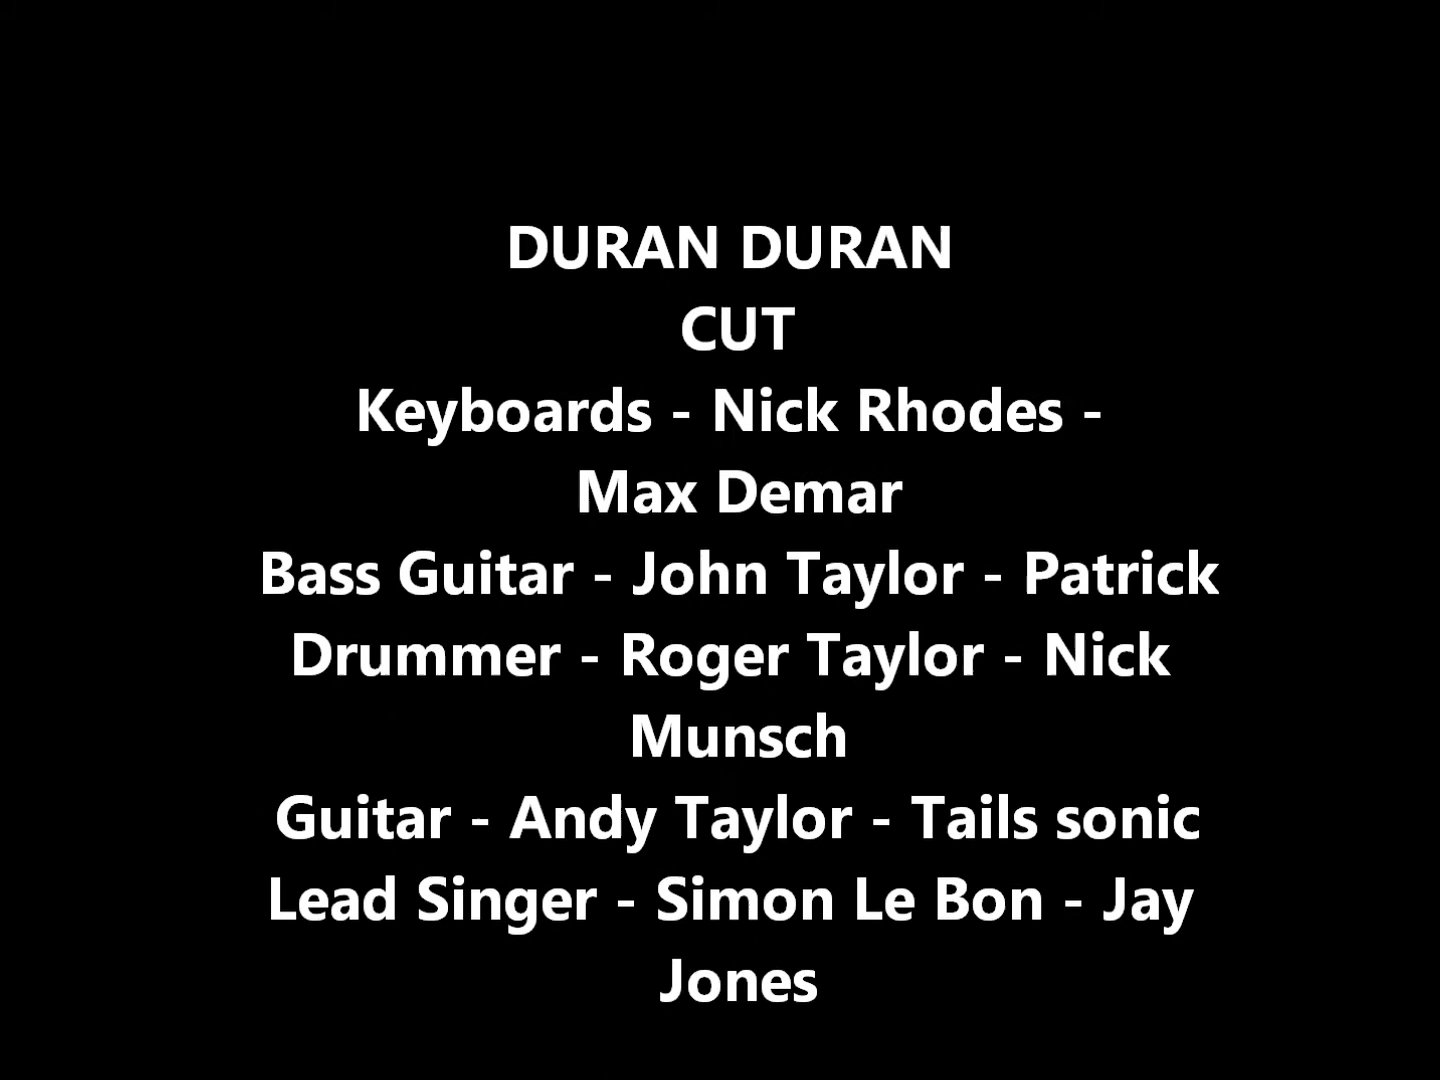 DURAN DURAN
CUT
Keyboards - Nick Rhodes -
Max Demar
Bass Guitar - John Taylor - Patrick
Drummer - Roger Taylor - Nick
Munsch
Guitar - Andy Taylor - Tails sonic
Lead Singer - Simon Le Bon - Jay
Jones